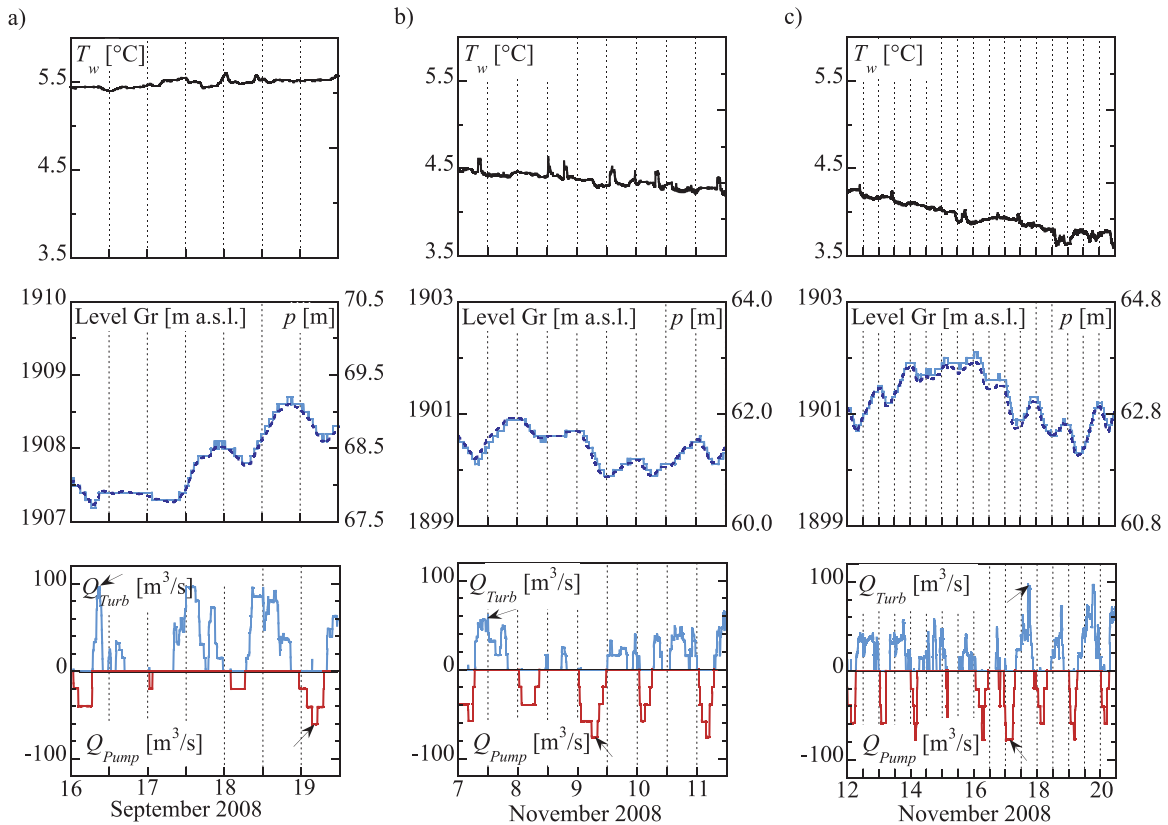 a)
T_w [°C]
5.5
4.5
3.5
1910
1909
1908
1907
Level Gr [m a.s.l.]
p [m]
70.5
69.5
68.5
67.5
100
0
-100
Q_Turb [m³/s]
Q_Pump [m³/s]
16 17 18 19
September 2008
b)
T_w [°C]
5.5
4.5
3.5
1903
1901
1899
Level Gr [m a.s.l.]
p [m]
64.0
62.0
60.0
100
0
-100
Q_Turb [m³/s]
Q_Pump [m³/s]
7 8 9 10 11
November 2008
c)
T_w [°C]
5.5
4.5
3.5
1903
1901
1899
Level Gr [m a.s.l.]
p [m]
64.8
62.8
60.8
100
0
-100
Q_Turb [m³/s]
Q_Pump [m³/s]
12 14 16 18 20
November 2008